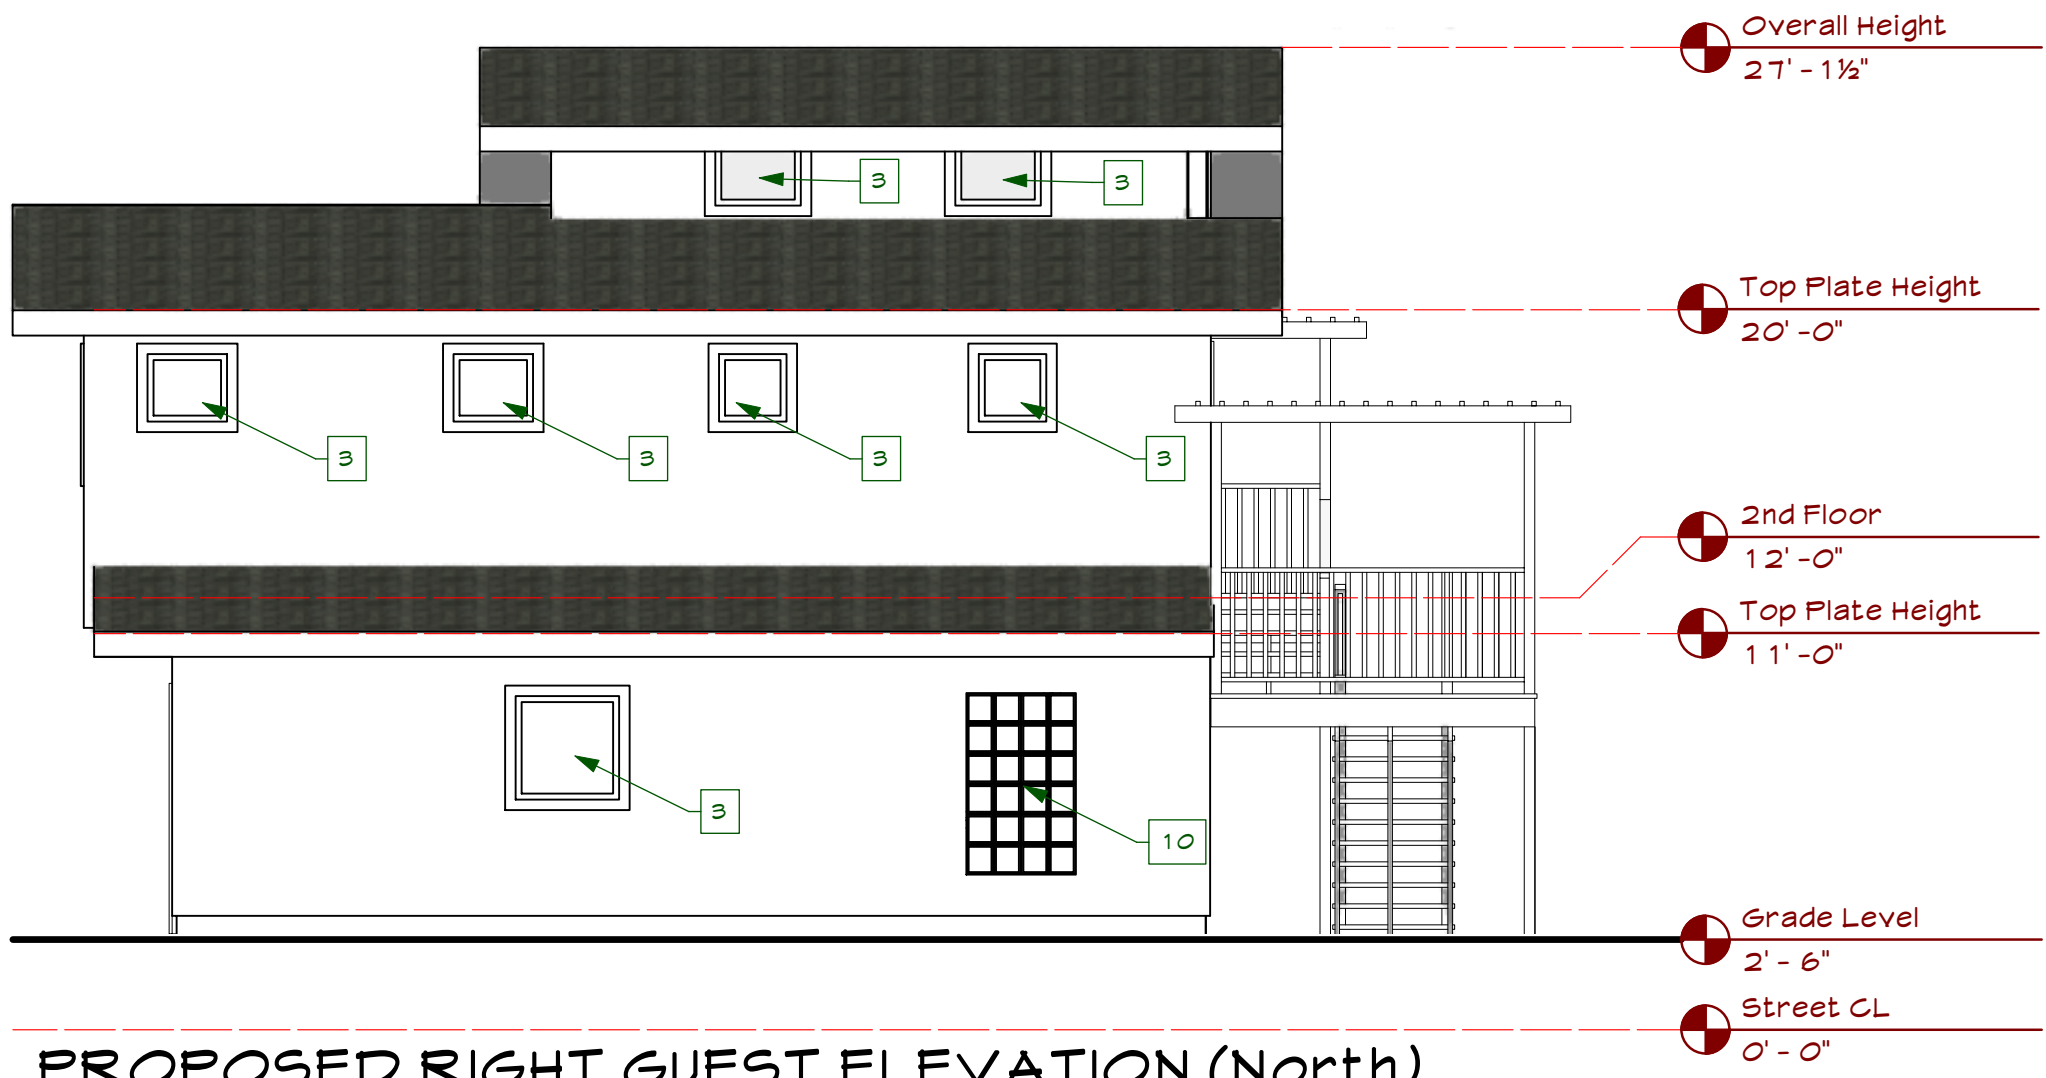 Overall Height
27' - 1½"
3
3
Top Plate Height
20' -0"
3
3
3
3
2nd Floor
12' -0"
Top Plate Height
11' -0"
3
10
Grade Level
2' - 6"
Street CL
0' - 0"
PROPOSED RIGHT GUEST ELEVATION (North)